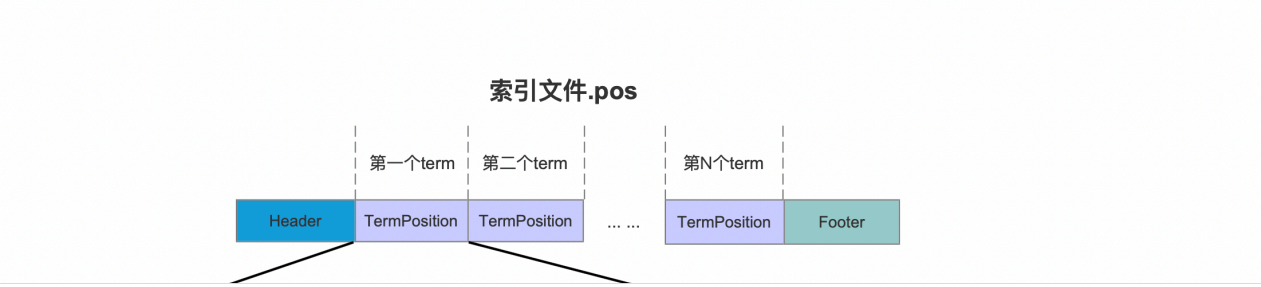 索引文件.pos
第一个term 第二个term 第N个term
Header TermPosition TermPosition ... ... TermPosition Footer